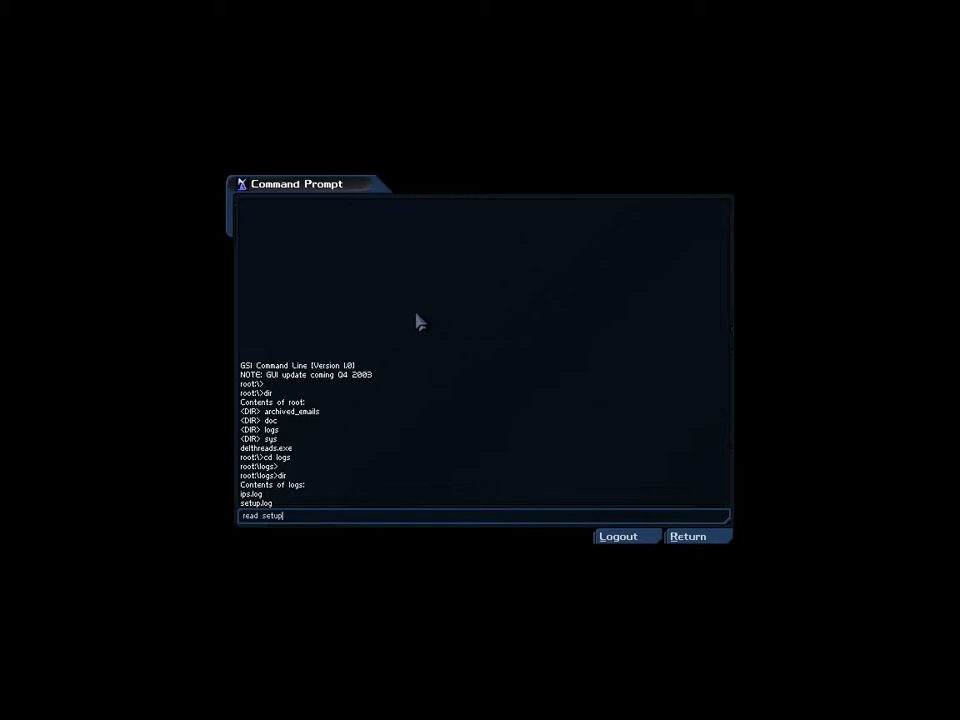 Command Prompt
GSI Command Line [Version 1.0]
NOTE: GUI update coming Q4 2003
root:\>
root:\>dir
Contents of root:
<DIR> archived_emails
<DIR> doc
<DIR> logs
<DIR> sys
delthreads.exe
root:\>cd logs
root:\logs>
root:\logs>dir
Contents of logs:
ips.log
setup.log
read setup
Logout
Return